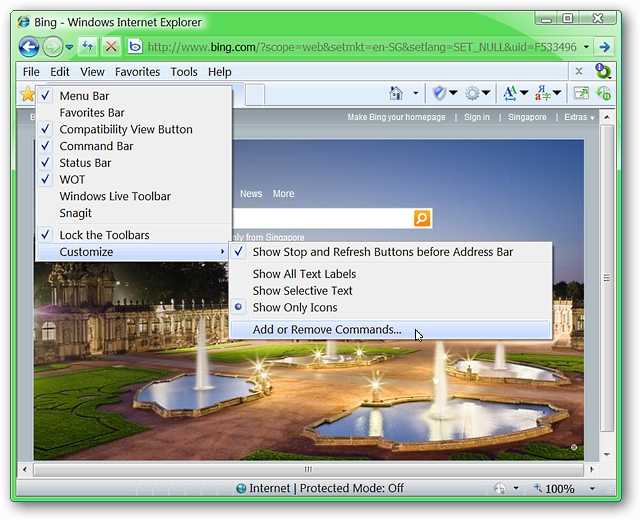 Bing - Windows Internet Explorer
http://www.bing.com/?scope=web&setmkt=en-SG&setlang=SET_NULL&uid=F533496
File Edit View Favorites Tools Help
Make Bing your homepage | Sign in | Singapore | Extras
Menu Bar
Favorites Bar
Compatibility View Button
Command Bar
Status Bar
WOT
Windows Live Toolbar
Snagit
Lock the Toolbars
Customize
News More
only from Singapore
Show Stop and Refresh Buttons before Address Bar
Show All Text Labels
Show Selective Text
Show Only Icons
Add or Remove Commands...
Internet | Protected Mode: Off
100%